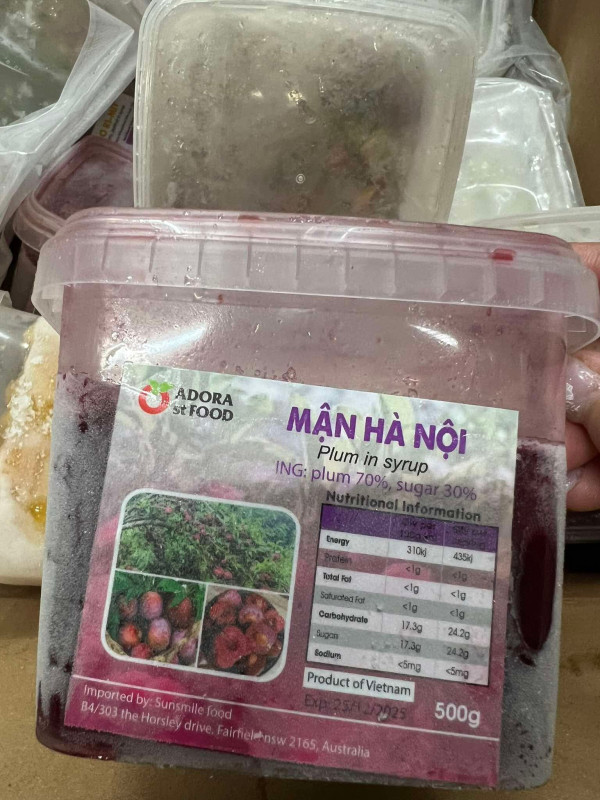 ADORA
st FOOD
MẬN HÀ NỘI
Plum in syrup
ING: plum 70%, sugar 30%
Nutritional Information
Energy 310kj 435kj
Protein <1g <1g
Total Fat <1g <1g
Saturated Fat <1g <1g
Carbohydrate 17.3g 24.2g
Sugars 17.3g 24.2g
Sodium <5mg <5mg
Product of Vietnam
Exp: 25/12/2025
500g
Imported by: Sunsmile food
B4/303 the Horsley drive, Fairfiel nsw 2165, Australia